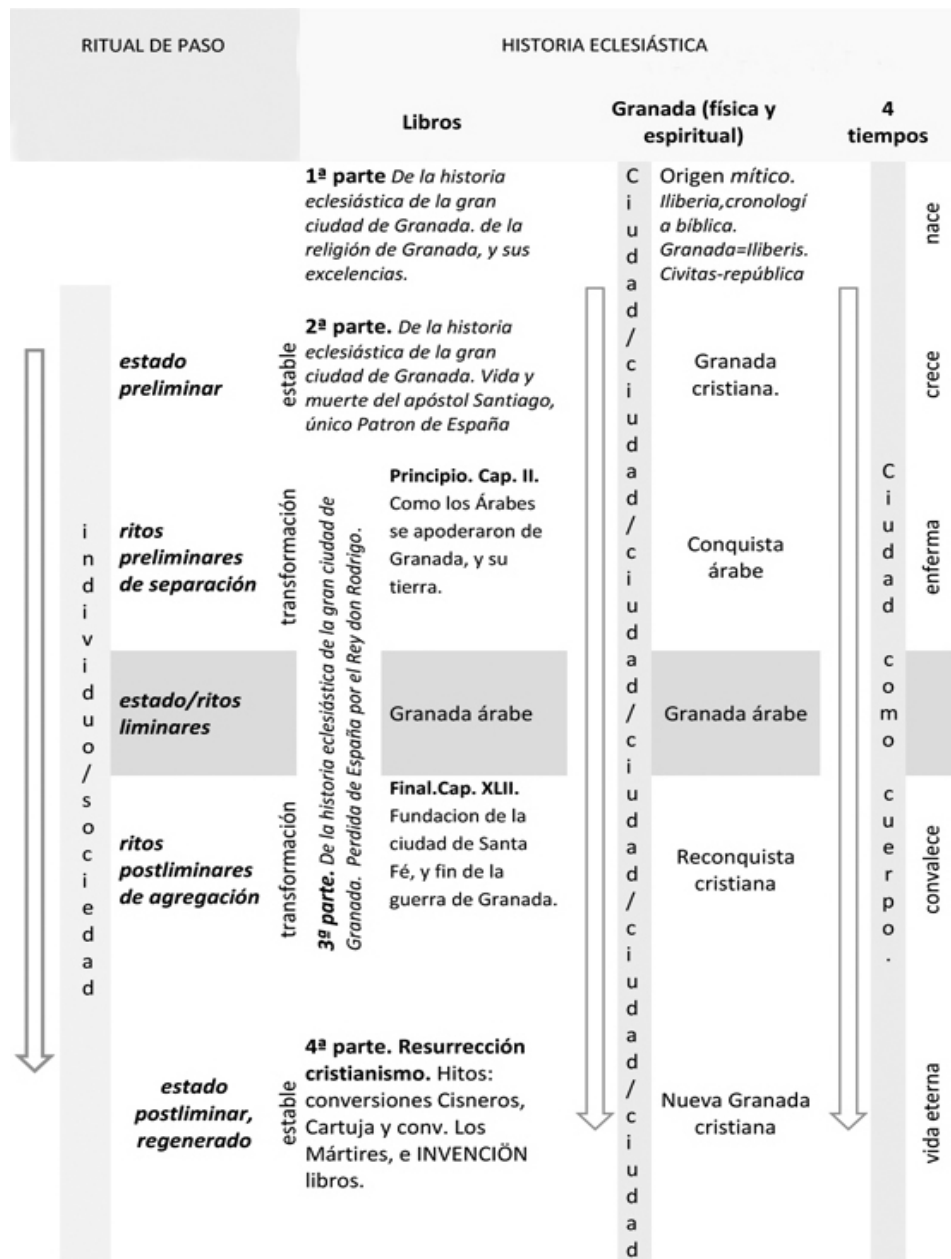 RITUAL DE PASO
HISTORIA ECLESIÁSTICA
Libros
Granada (física y
espiritual)
4
tiempos
1ª parte De la historia
eclesiástica de la gran
ciudad de Granada. de la
religión de Granada, y sus
excelencias.
Origen mítico.
Iliberia,cronologí
a bíblica.
Granada=Iliberis.
Civitas-república
nace
estado
preliminar
estable
2ª parte. De la historia
eclesiástica de la gran
ciudad de Granada. Vida y
muerte del apóstol Santiago,
único Patron de España
Granada
cristiana.
crece
ritos
preliminares
de separación
transformación
3ª parte. De la historia eclesiástica de la gran ciudad de
Granada. Perdida de España por el Rey don Rodrigo.
Principio. Cap. II.
Como los Árabes
se apoderaron de
Granada, y su
tierra.
Conquista
árabe
enferma
estado/ritos
liminares
Granada árabe
Granada árabe
ritos
postliminares
de agregación
transformación
Final.Cap. XLII.
Fundacion de la
ciudad de Santa
Fé, y fin de la
guerra de Granada.
Reconquista
cristiana
convalece
estado
postliminar,
regenerado
estable
4ª parte. Resurrección
cristianismo. Hitos:
conversiones Cisneros,
Cartuja y conv. Los
Mártires, e INVENCIÖN
libros.
Nueva Granada
cristiana
vida eterna
individuo/sociedad
Ciudad/ciudad/ciudad/ciudad/ciudad/ciudad
Ciudad como cuerpo.